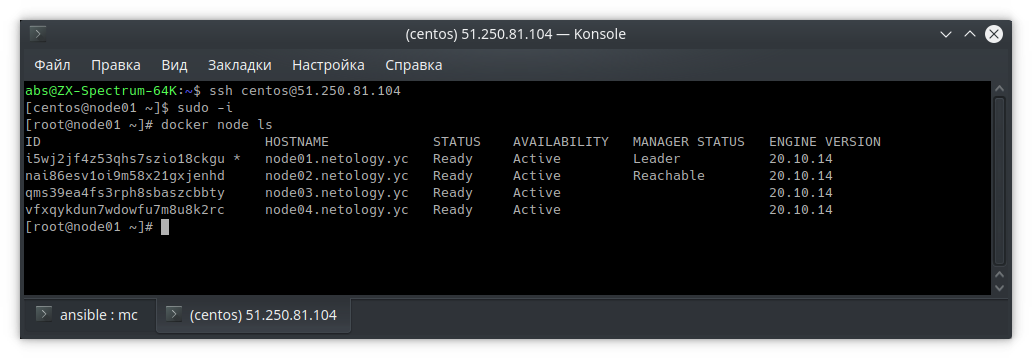 (centos) 51.250.81.104 — Konsole
Файл Правка Вид Закладки Настройка Справка
abs@ZX-Spectrum-64K:~$ ssh centos@51.250.81.104
[centos@node01 ~]$ sudo -i
[root@node01 ~]# docker node ls
ID HOSTNAME STATUS AVAILABILITY MANAGER STATUS ENGINE VERSION
i5wj2jf4z53qhs7szio18ckgu * node01.netology.yc Ready Active Leader 20.10.14
nai86esv1oi9m58x21gxjenhd node02.netology.yc Ready Active Reachable 20.10.14
qms39ea4fs3rph8sbaszcbbty node03.netology.yc Ready Active 20.10.14
vfxqykdun7wdowfu7m8u8k2rc node04.netology.yc Ready Active 20.10.14
[root@node01 ~]#
ansible : mc (centos) 51.250.81.104